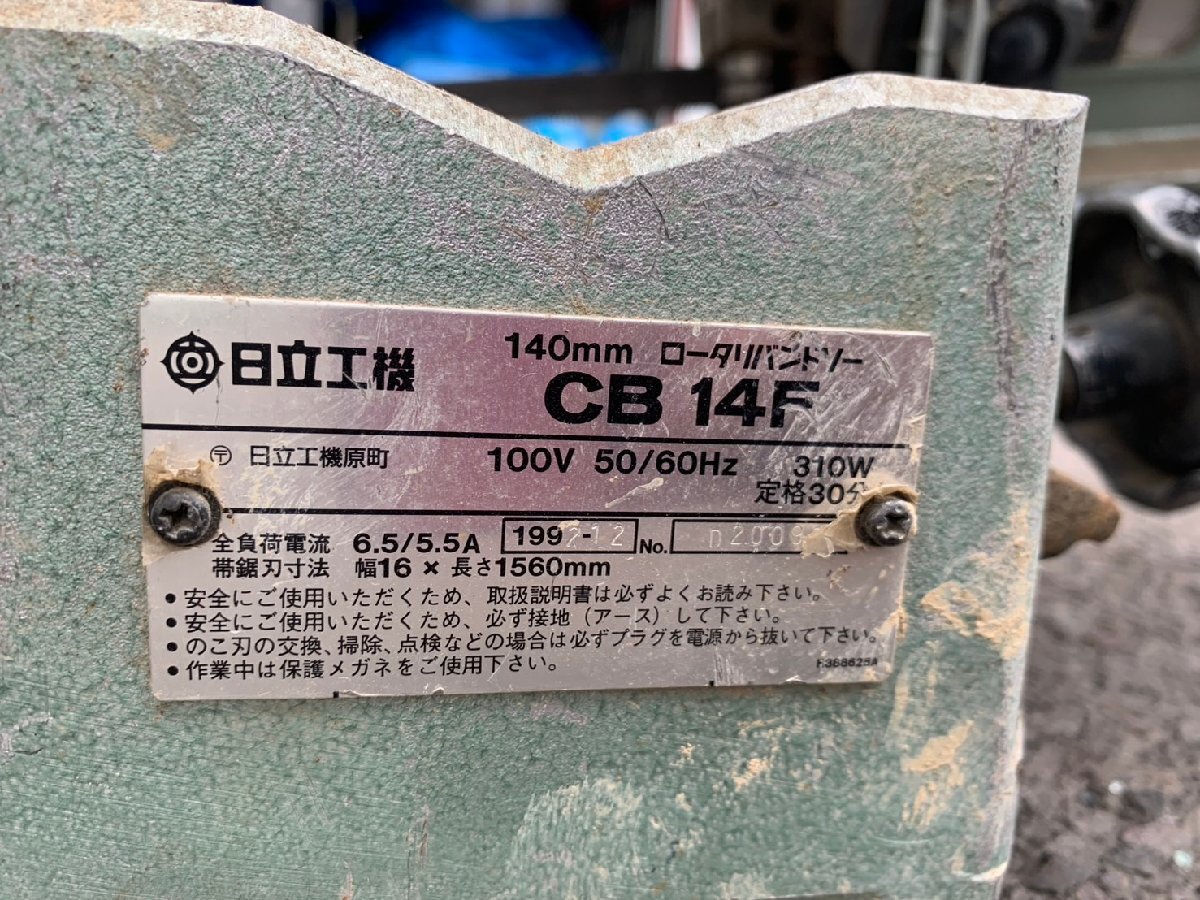 日立工機
140mm ロータリバンドソー
CB 14F
〒 日立工機原町 100V 50/60Hz 310W
定格30分
全負荷電流 6.5/5.5A 199 2-12 No.
帯鋸刃寸法 幅16 × 長さ1560mm
• 安全にご使用いただくため、取扱説明書は必ずよくお読み下さい。
• 安全にご使用いただくため、必ず接地（アース）して下さい。
• のこ刃の交換、掃除、点検などの場合は必ずプラグを電源から抜いて下さい。
• 作業中は保護メガネをご使用下さい。